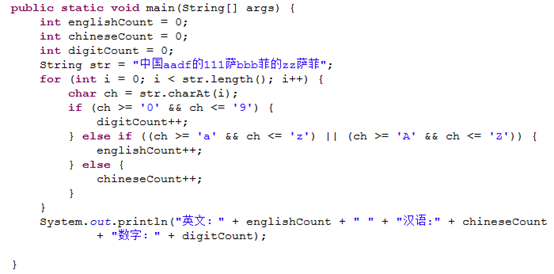 public static void main(String[] args) {
    int englishCount = 0;
    int chineseCount = 0;
    int digitCount = 0;
    String str = "中国aadf的111萨bbb菲的zz萨菲";
    for (int i = 0; i < str.length(); i++) {
        char ch = str.charAt(i);
        if (ch >= '0' && ch <= '9') {
            digitCount++;
        } else if ((ch >= 'a' && ch <= 'z') || (ch >= 'A' && ch <= 'Z')) {
            englishCount++;
        } else {
            chineseCount++;
        }
    }
    System.out.println("英文：" + englishCount + " " + "汉语:" + chineseCount
            + "数字：" + digitCount);
}